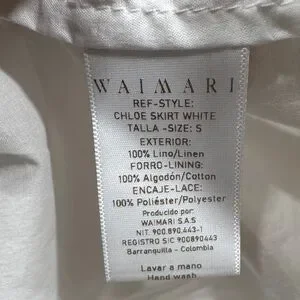 WAIMARI
REF-STYLE:
CHLOE SKIRT WHITE
TALLA -SIZE: S
EXTERIOR:
100% Lino/Linen
FORRO-LINING:
100% Algodón/Cotton
ENCAJE-LACE:
100% Poliéster/Polyester
Producido por:
WAIMARI S.A.S
NIT. 900.890.443-1
REGISTRO SIC 900890443
Barranquilla - Colombia
Lavar a mano
Hand wash